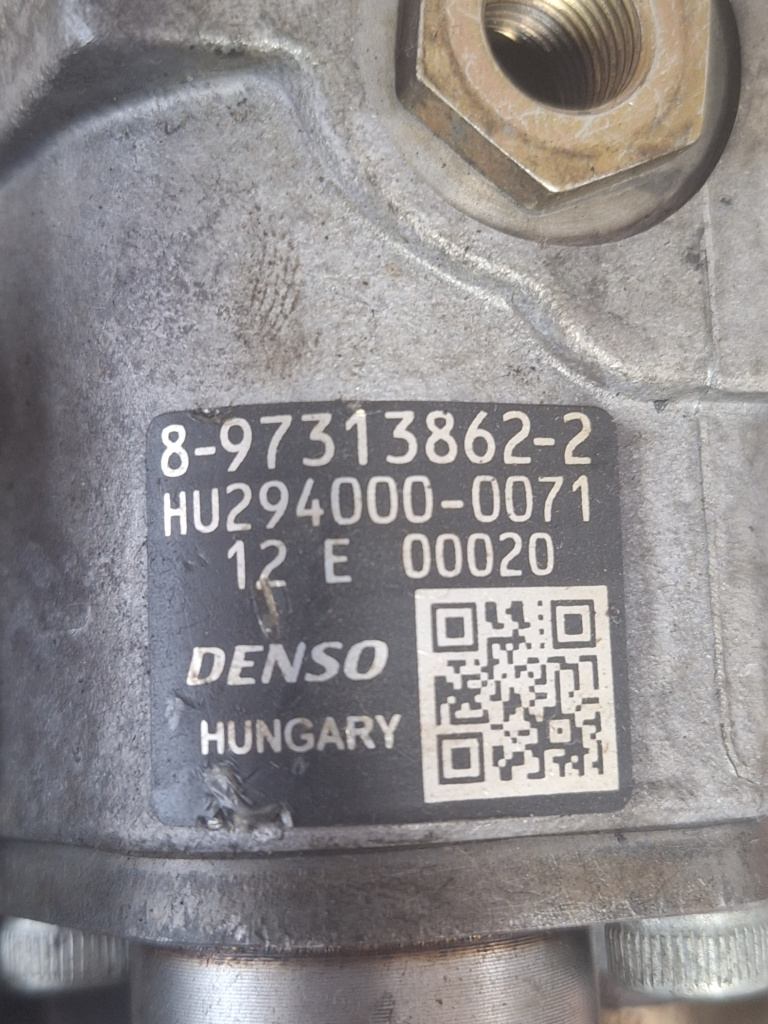 8-97313862-2
HU294000-0071
12 E 00020
DENSO
HUNGARY